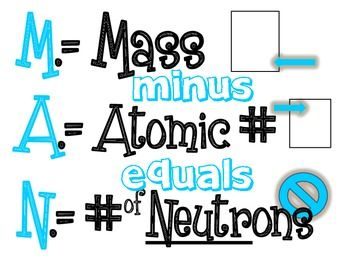 M.= Mass
minus
A.= Atomic #
equals
N.= # of Neutrons